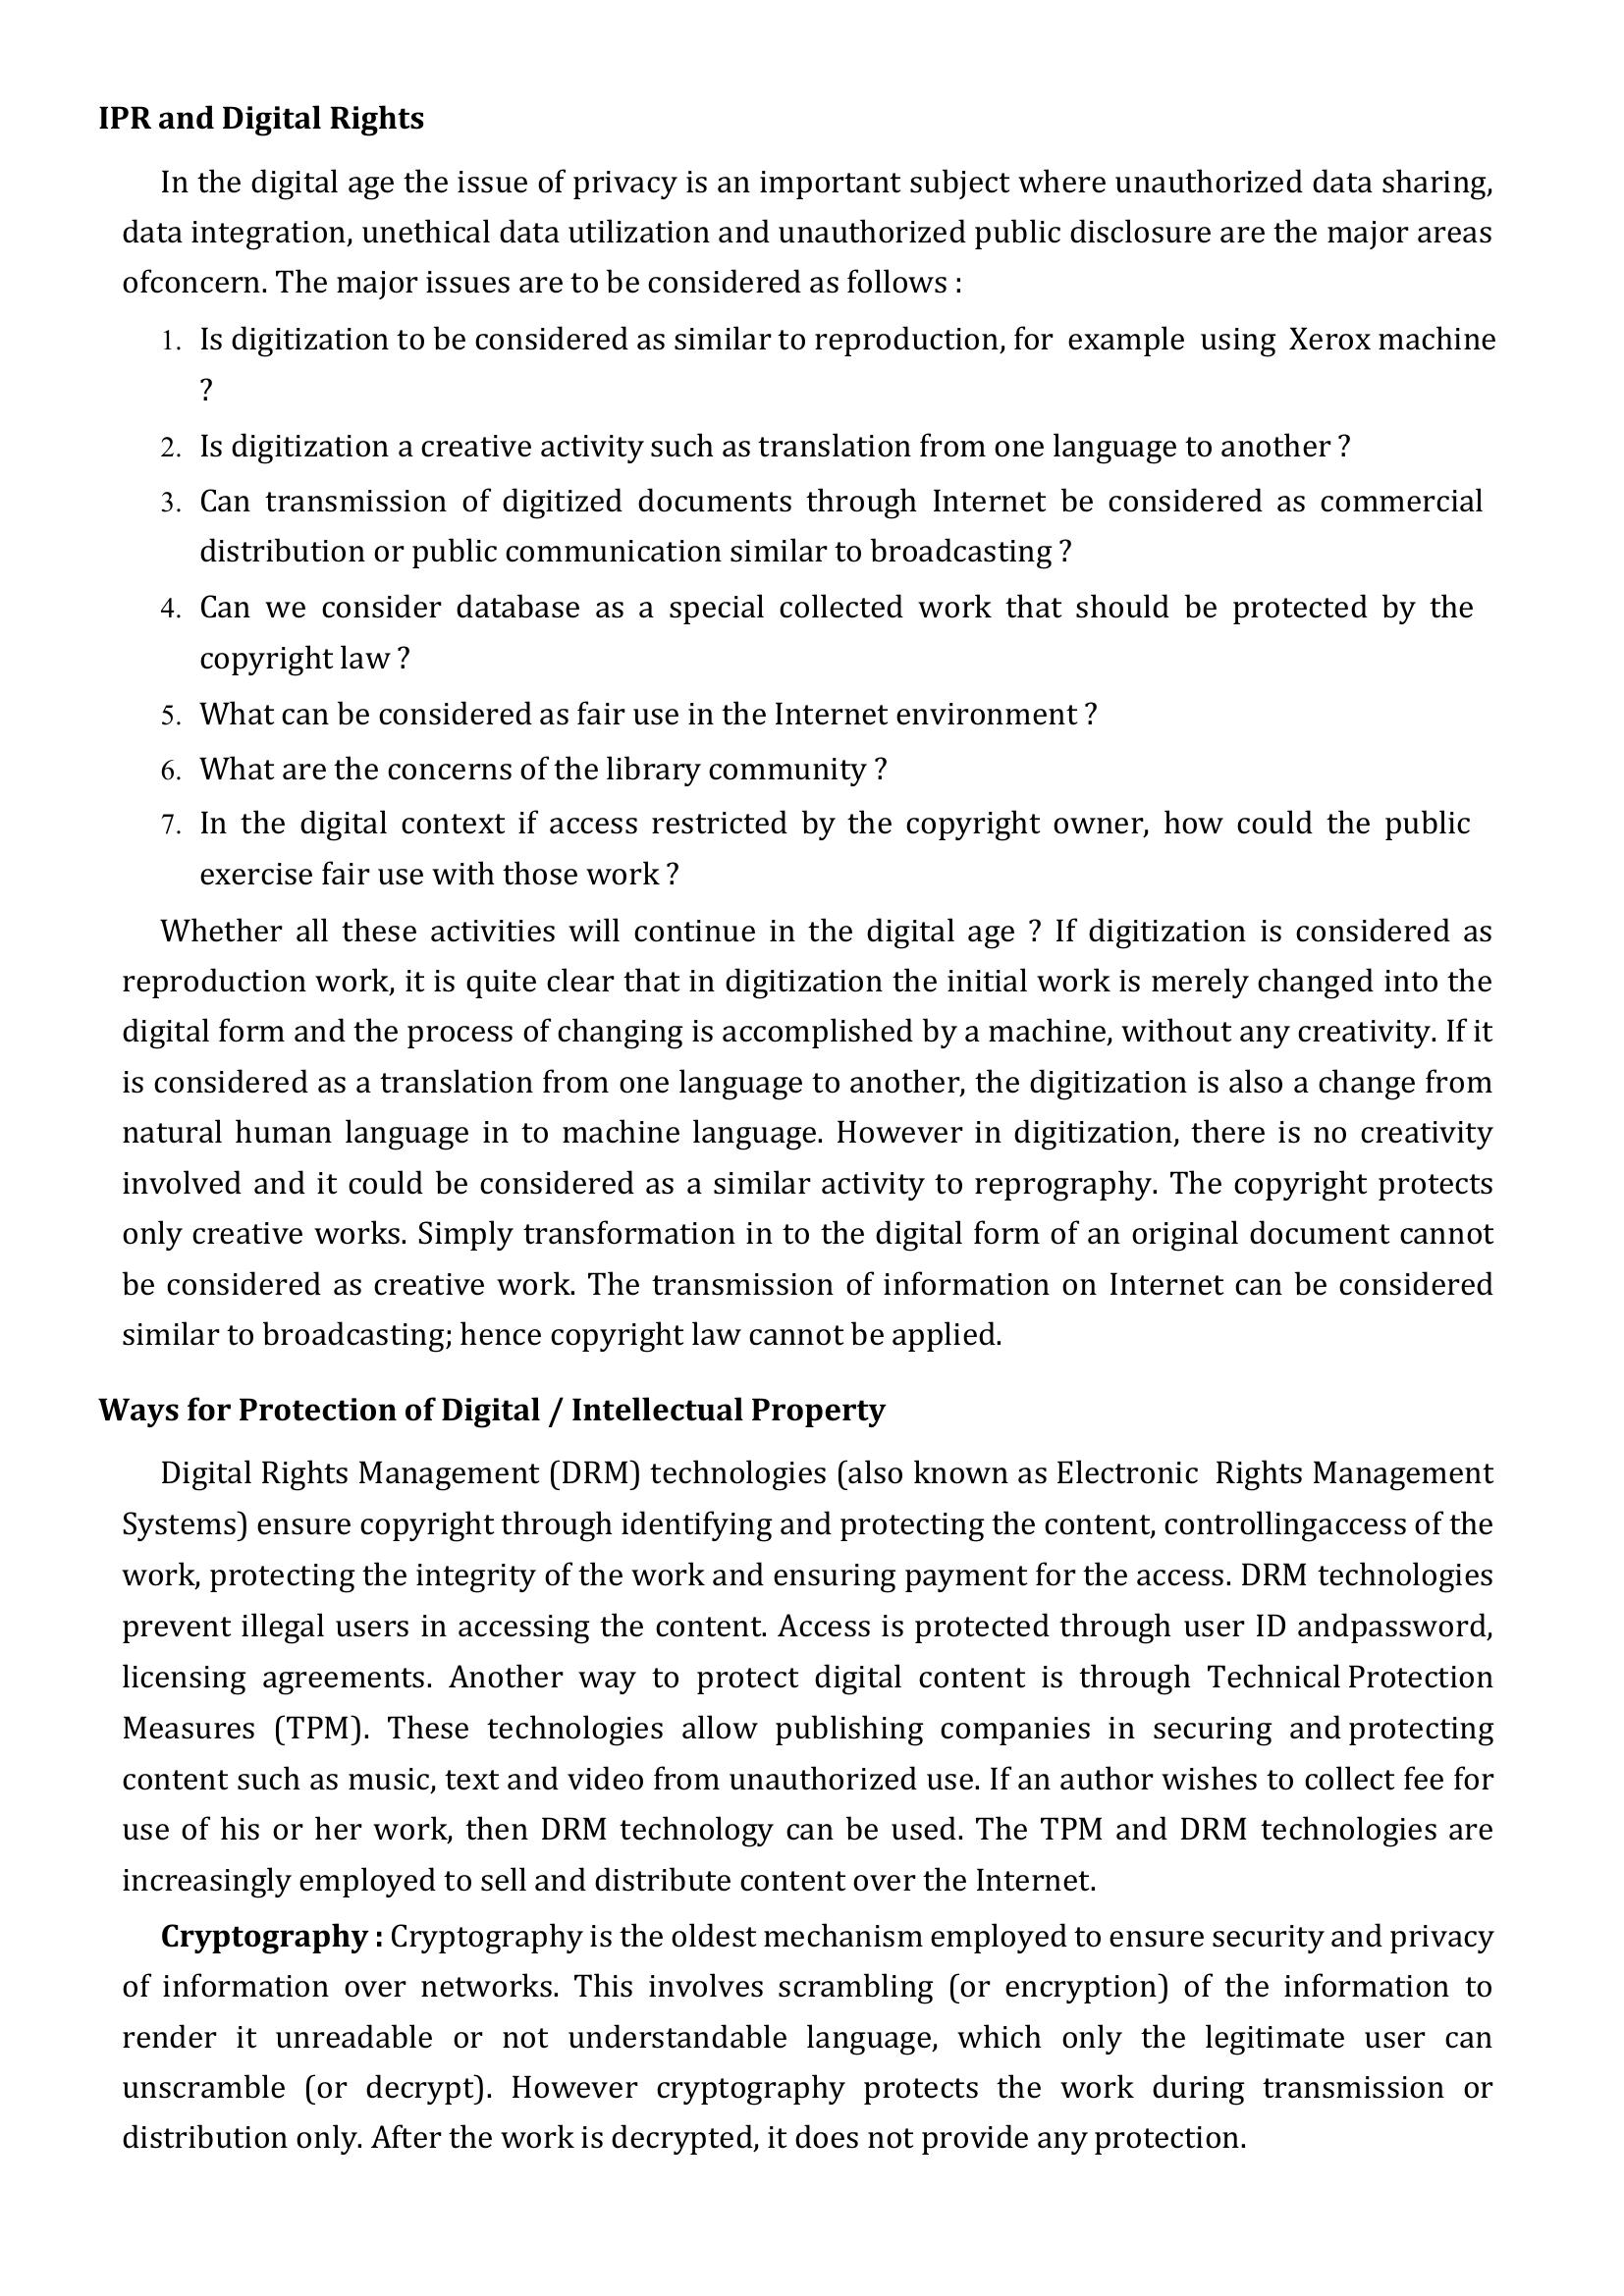 IPR and Digital Rights
In the digital age the issue of privacy is an important subject where unauthorized data sharing,
data integration, unethical data utilization and unauthorized public disclosure are the major areas
ofconcern. The major issues are to be considered as follows :
1. Is digitization to be considered as similar to reproduction, for example using Xerox machine
?
2. Is digitization a creative activity such as translation from one language to another ?
3. Can transmission of digitized documents through Internet be considered as commercial
distribution or public communication similar to broadcasting ?
4. Can we consider database as a special collected work that should be protected by the
copyright law ?
5. What can be considered as fair use in the Internet environment ?
6. What are the concerns of the library community ?
7. In the digital context if access restricted by the copyright owner, how could the public
exercise fair use with those work ?
Whether all these activities will continue in the digital age ? If digitization is considered as
reproduction work, it is quite clear that in digitization the initial work is merely changed into the
digital form and the process of changing is accomplished by a machine, without any creativity. If it
is considered as a translation from one language to another, the digitization is also a change from
natural human language in to machine language. However in digitization, there is no creativity
involved and it could be considered as a similar activity to reprography. The copyright protects
only creative works. Simply transformation in to the digital form of an original document cannot
be considered as creative work. The transmission of information on Internet can be considered
similar to broadcasting; hence copyright law cannot be applied.
Ways for Protection of Digital / Intellectual Property
Digital Rights Management (DRM) technologies (also known as Electronic Rights Management
Systems) ensure copyright through identifying and protecting the content, controllingaccess of the
work, protecting the integrity of the work and ensuring payment for the access. DRM technologies
prevent illegal users in accessing the content. Access is protected through user ID andpassword,
licensing agreements. Another way to protect digital content is through Technical Protection
Measures (TPM). These technologies allow publishing companies in securing and protecting
content such as music, text and video from unauthorized use. If an author wishes to collect fee for
use of his or her work, then DRM technology can be used. The TPM and DRM technologies are
increasingly employed to sell and distribute content over the Internet.
Cryptography : Cryptography is the oldest mechanism employed to ensure security and privacy
of information over networks. This involves scrambling (or encryption) of the information to
render it unreadable or not understandable language, which only the legitimate user can
unscramble (or decrypt). However cryptography protects the work during transmission or
distribution only. After the work is decrypted, it does not provide any protection.